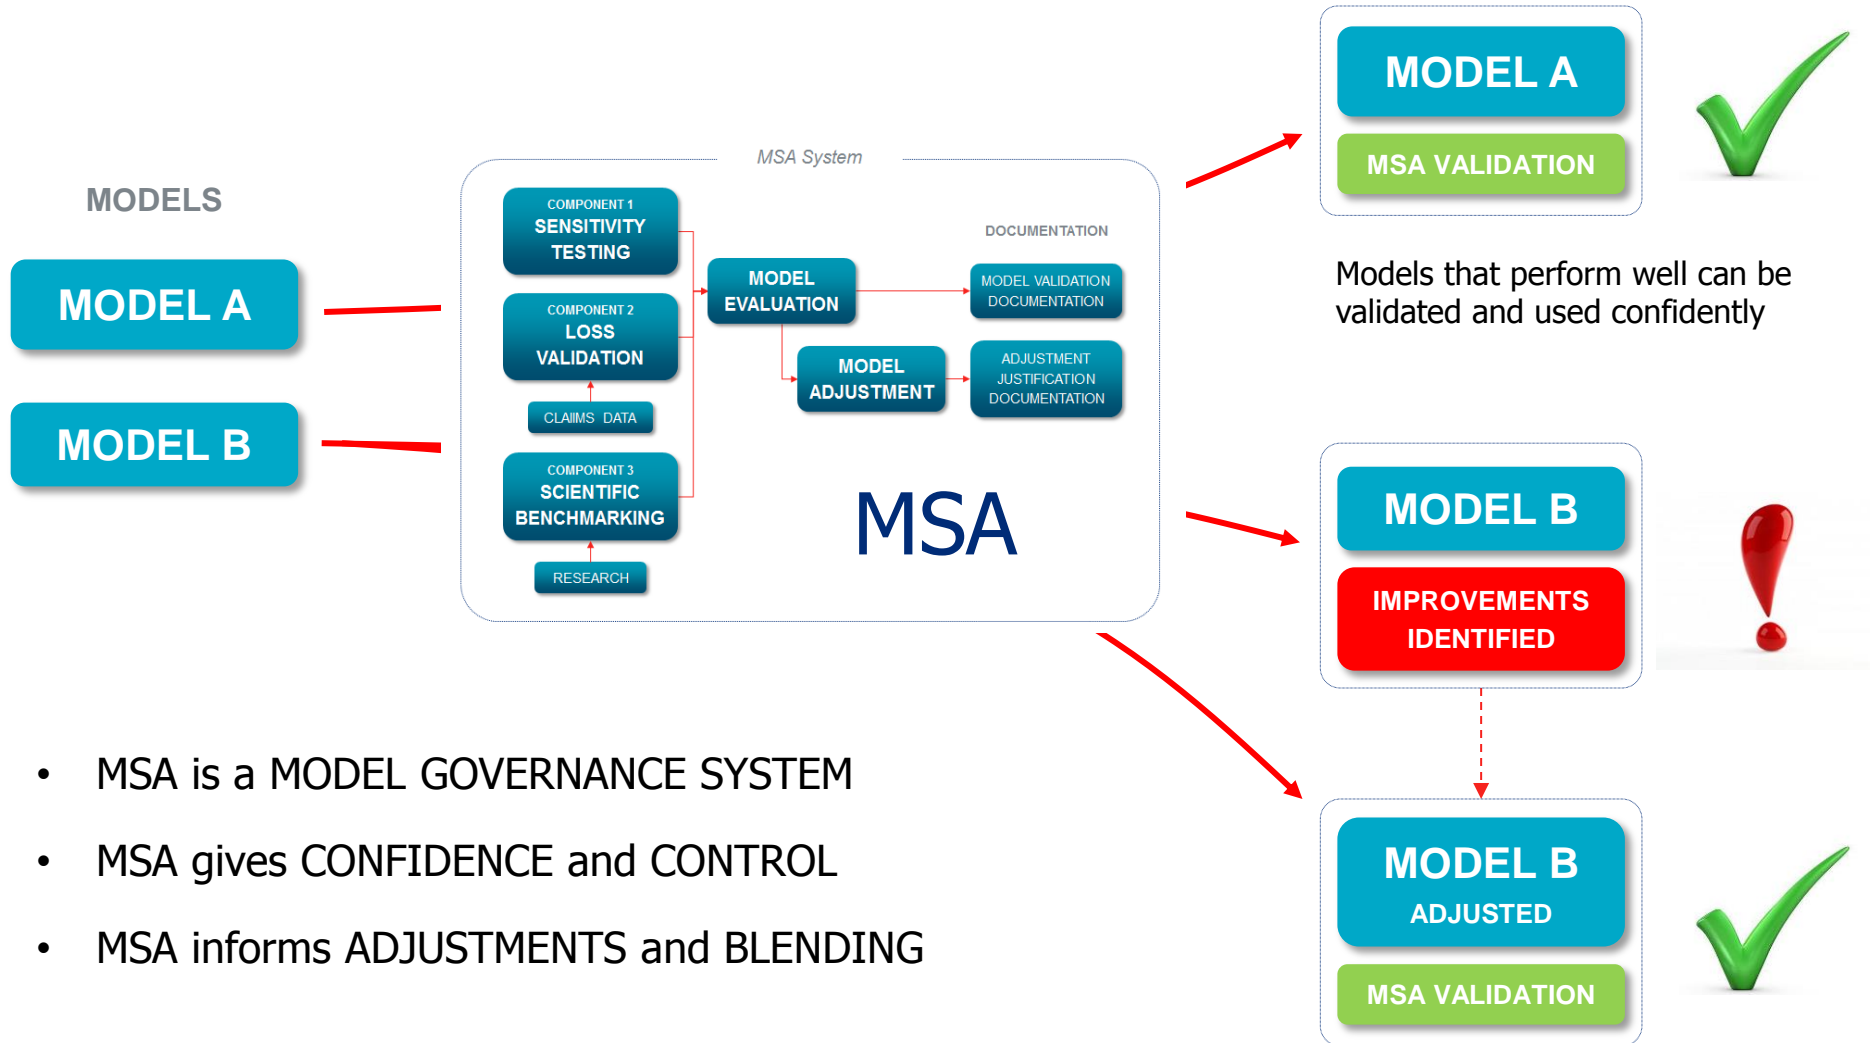 MODELS
MODEL A
MODEL B
MSA System
COMPONENT 1
SENSITIVITY
TESTING
COMPONENT 2
LOSS
VALIDATION
CLAIIMS DATA
COMPONENT 3
SCIENTIFIC
BENCHMARKING
RESEARCH
MODEL
EVALUATION
MODEL
ADJUSTMENT
DOCUMENTATION
MODEL VALIDATION
DOCUMENTATION
ADJUSTMENT
JUSTIFICATION
DOCUMENTATION
MSA
MODEL A
MSA VALIDATION
Models that perform well can be
validated and used confidently
MODEL B
IMPROVEMENTS
IDENTIFIED
MODEL B
ADJUSTED
MSA VALIDATION
• MSA is a MODEL GOVERNANCE SYSTEM
• MSA gives CONFIDENCE and CONTROL
• MSA informs ADJUSTMENTS and BLENDING